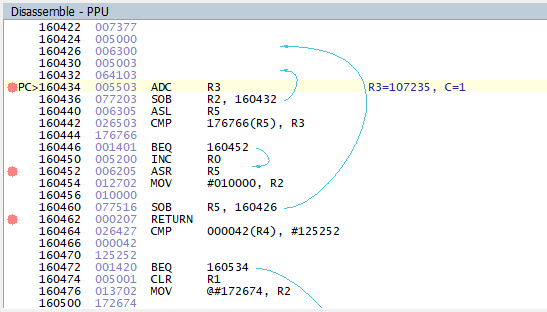 Disassemble - PPU
160422 007377
160424 005000
160426 006300
160430 005003
160432 064103
PC>160434 005503 ADC R3 R3=107235, C=1
160436 077203 SOB R2, 160432
160440 006305 ASL R5
160442 026503 CMP 176766(R5), R3
160444 176766
160446 001401 BEQ 160452
160450 005200 INC R0
160452 006205 ASR R5
160454 012702 MOV #010000, R2
160456 010000
160460 077516 SOB R5, 160426
160462 000207 RETURN
160464 026427 CMP 000042(R4), #125252
160466 000042
160470 125252
160472 001420 BEQ 160534
160474 005001 CLR R1
160476 013702 MOV @#172674, R2
160500 172674